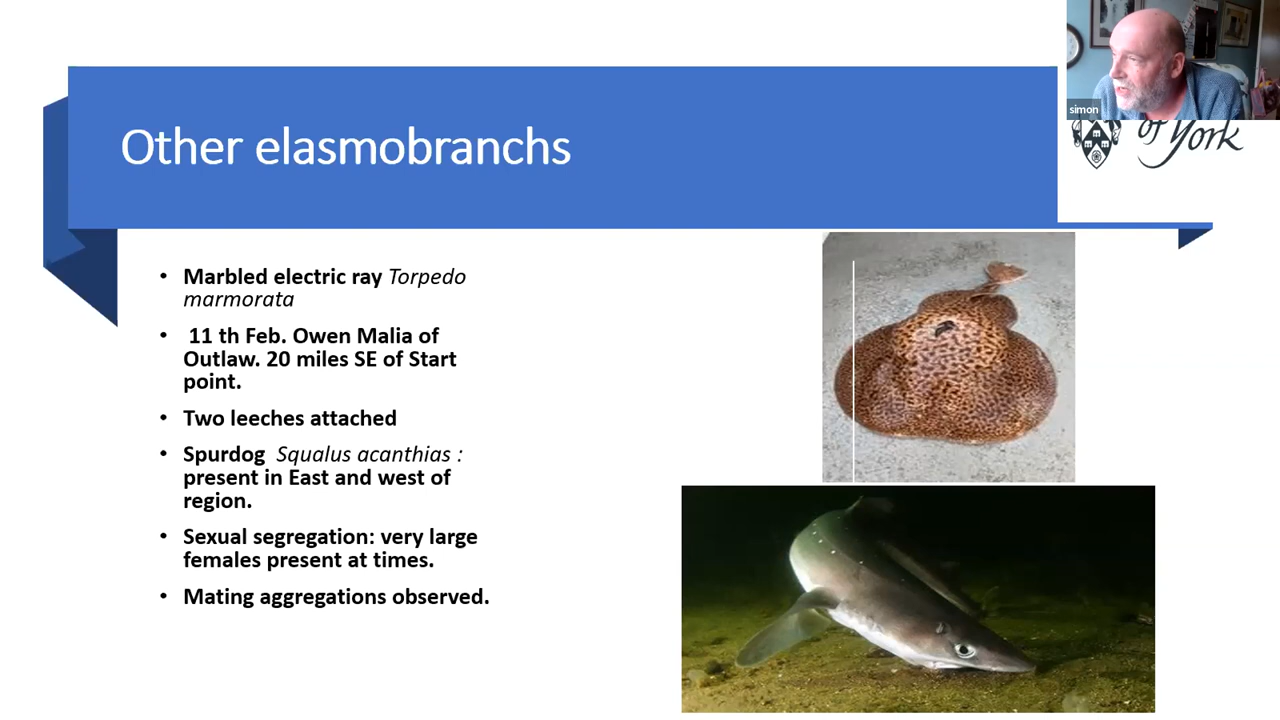 simon
of York
Other elasmobranchs
• Marbled electric ray Torpedo
marmorata
• 11 th Feb. Owen Malia of
Outlaw. 20 miles SE of Start
point.
• Two leeches attached
• Spurdog Squalus acanthias :
present in East and west of
region.
• Sexual segregation: very large
females present at times.
• Mating aggregations observed.